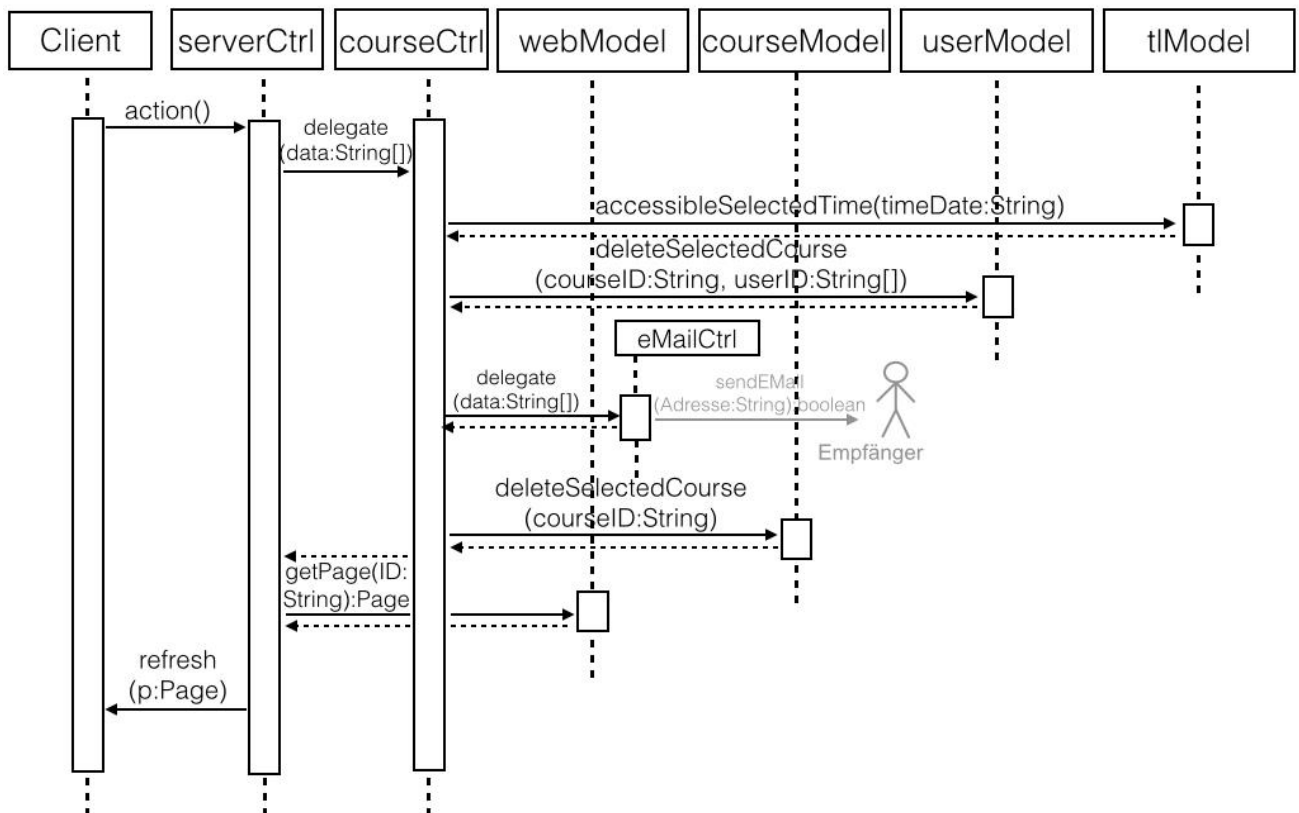 Client
serverCtrl
courseCtrl
webModel
courseModel
userModel
tlModel
action()
delegate
(data:String[])
accessibleSelectedTime(timeDate:String)
deleteSelectedCourse
(courseID:String, userID:String[])
eMailCtrl
delegate
(data:String[])
sendEMail
(Adresse:String):boolean
Empfänger
deleteSelectedCourse
(courseID:String)
getPage(ID:
String):Page
refresh
(p:Page)